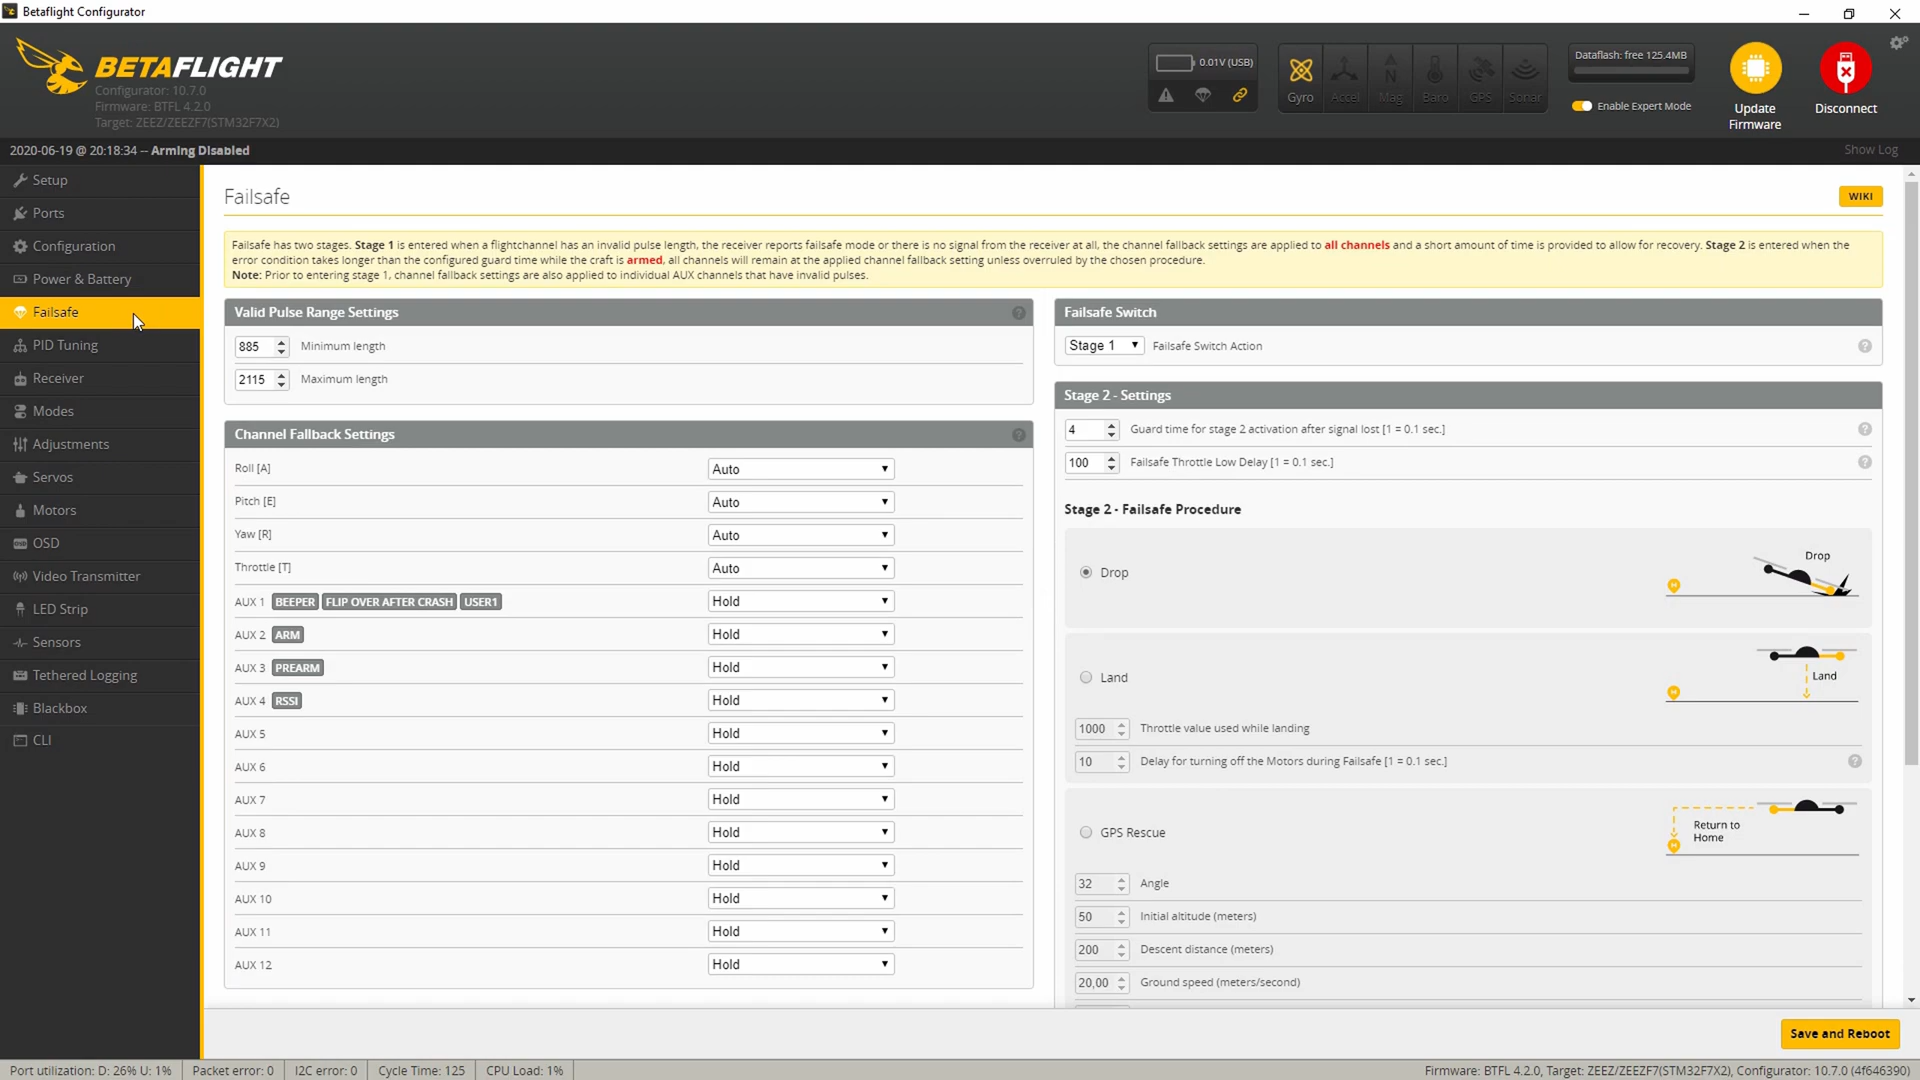 Betaflight Configurator
BETAFLIGHT
Configurator: 10.7.0
Firmware: BTFL 4.2.0
Target: ZEEZ/ZEEZF7(STM32F7X2)
0.01V (USB)
Gyro
Accel
Mag
Baro
GPS
Sonar
Dataflash: free 125.4MB
Enable Expert Mode
Update
Firmware
Disconnect
2020-06-19 @ 20:18:34 -- Arming Disabled
Show Log
Setup
Ports
Configuration
Power & Battery
Failsafe
PID Tuning
Receiver
Modes
Adjustments
Servos
Motors
OSD
Video Transmitter
LED Strip
Sensors
Tethered Logging
Blackbox
CLI
Failsafe
WIKI
Failsafe has two stages. Stage 1 is entered when a flightchannel has an invalid pulse length, the receiver reports failsafe mode or there is no signal from the receiver at all, the channel fallback settings are applied to all channels and a short amount of time is provided to allow for recovery. Stage 2 is entered when the
error condition takes longer than the configured guard time while the craft is armed, all channels will remain at the applied channel fallback setting unless overruled by the chosen procedure.
Note: Prior to entering stage 1, channel fallback settings are also applied to individual AUX channels that have invalid pulses.
Valid Pulse Range Settings
885 Minimum length
2115 Maximum length
Channel Fallback Settings
Roll [A] Auto
Pitch [E] Auto
Yaw [R] Auto
Throttle [T] Auto
AUX 1 BEEPER FLIP OVER AFTER CRASH USER1 Hold
AUX 2 ARM Hold
AUX 3 PREARM Hold
AUX 4 RSSI Hold
AUX 5 Hold
AUX 6 Hold
AUX 7 Hold
AUX 8 Hold
AUX 9 Hold
AUX 10 Hold
AUX 11 Hold
AUX 12 Hold
Failsafe Switch
Stage 1 Failsafe Switch Action
Stage 2 - Settings
4 Guard time for stage 2 activation after signal lost [1 = 0.1 sec.]
100 Failsafe Throttle Low Delay [1 = 0.1 sec.]
Stage 2 - Failsafe Procedure
Drop
Drop
Land
Land
1000 Throttle value used while landing
10 Delay for turning off the Motors during Failsafe [1 = 0.1 sec.]
GPS Rescue
Return to
Home
32 Angle
50 Initial altitude (meters)
200 Descent distance (meters)
20,00 Ground speed (meters/second)
Save and Reboot
Port utilization: D: 26% U: 1%
Packet error: 0
I2C error: 0
Cycle Time: 125
CPU Load: 1%
Firmware: BTFL 4.2.0, Target: ZEEZ/ZEEZF7(STM32F7X2), Configurator: 10.7.0 (4f646390)